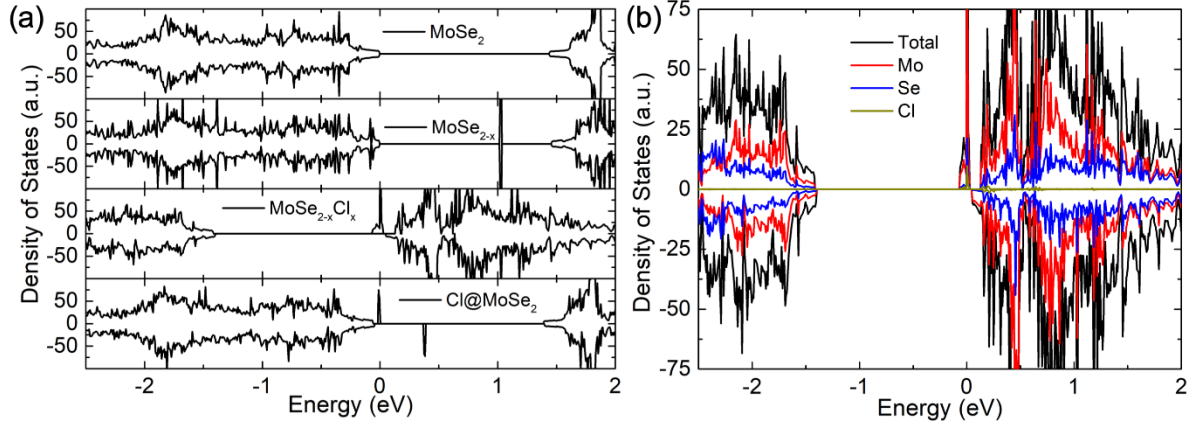 (a)
50
0
-50
MoSe₂
50
0
-50
MoSe₂₋ₓ
50
0
-50
MoSe₂₋ₓClₓ
50
0
-50
Cl@MoSe₂
-2 -1 0 1 2
Energy (eV)
Density of States (a.u.)
(b)
75
50
25
0
-25
-50
-75
Total
Mo
Se
Cl
-2 -1 0 1 2
Energy (eV)
Density of States (a.u.)